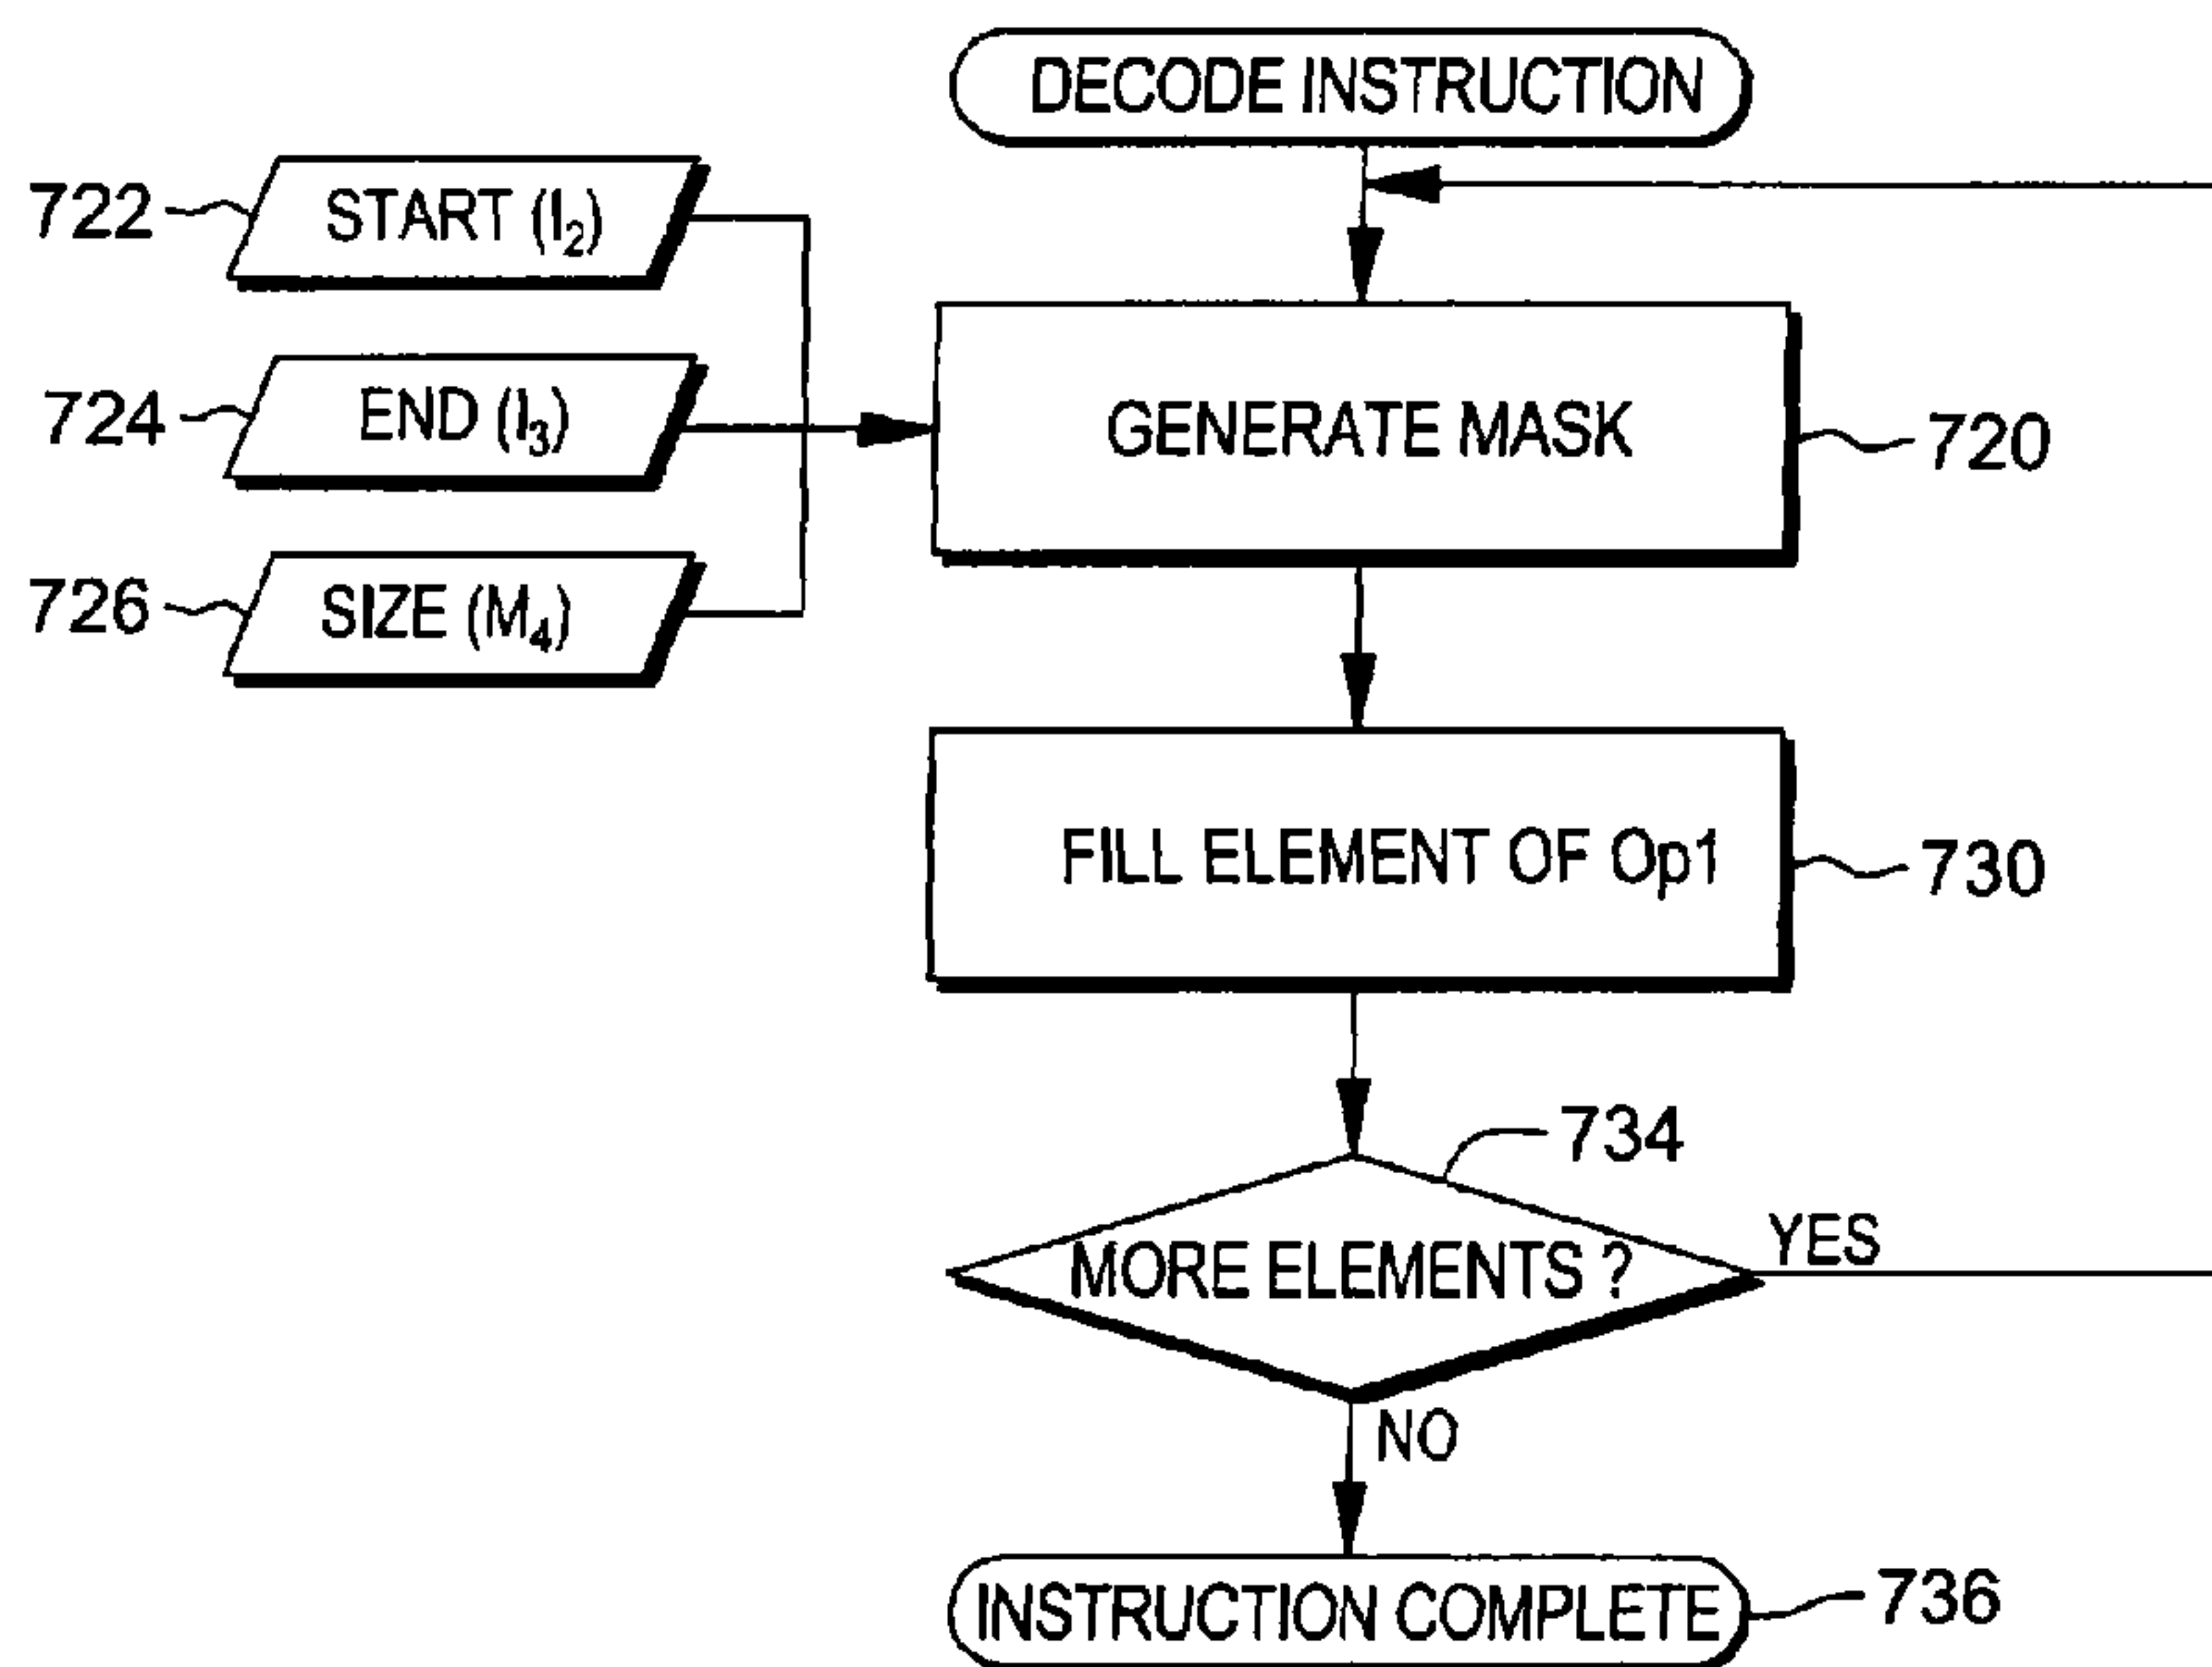 DECODE INSTRUCTION
722
START (I₂)
724
END (I₃)
GENERATE MASK
720
726
SIZE (M₄)
FILL ELEMENT OF Op1
730
734
MORE ELEMENTS ?
YES
NO
INSTRUCTION COMPLETE
736